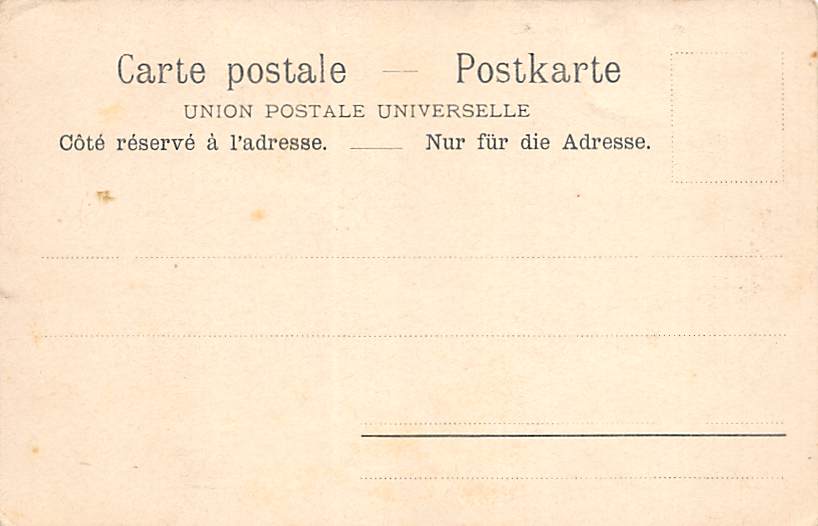 Carte postale — Postkarte
UNION POSTALE UNIVERSELLE
Côté réservé à l'adresse. — Nur für die Adresse.